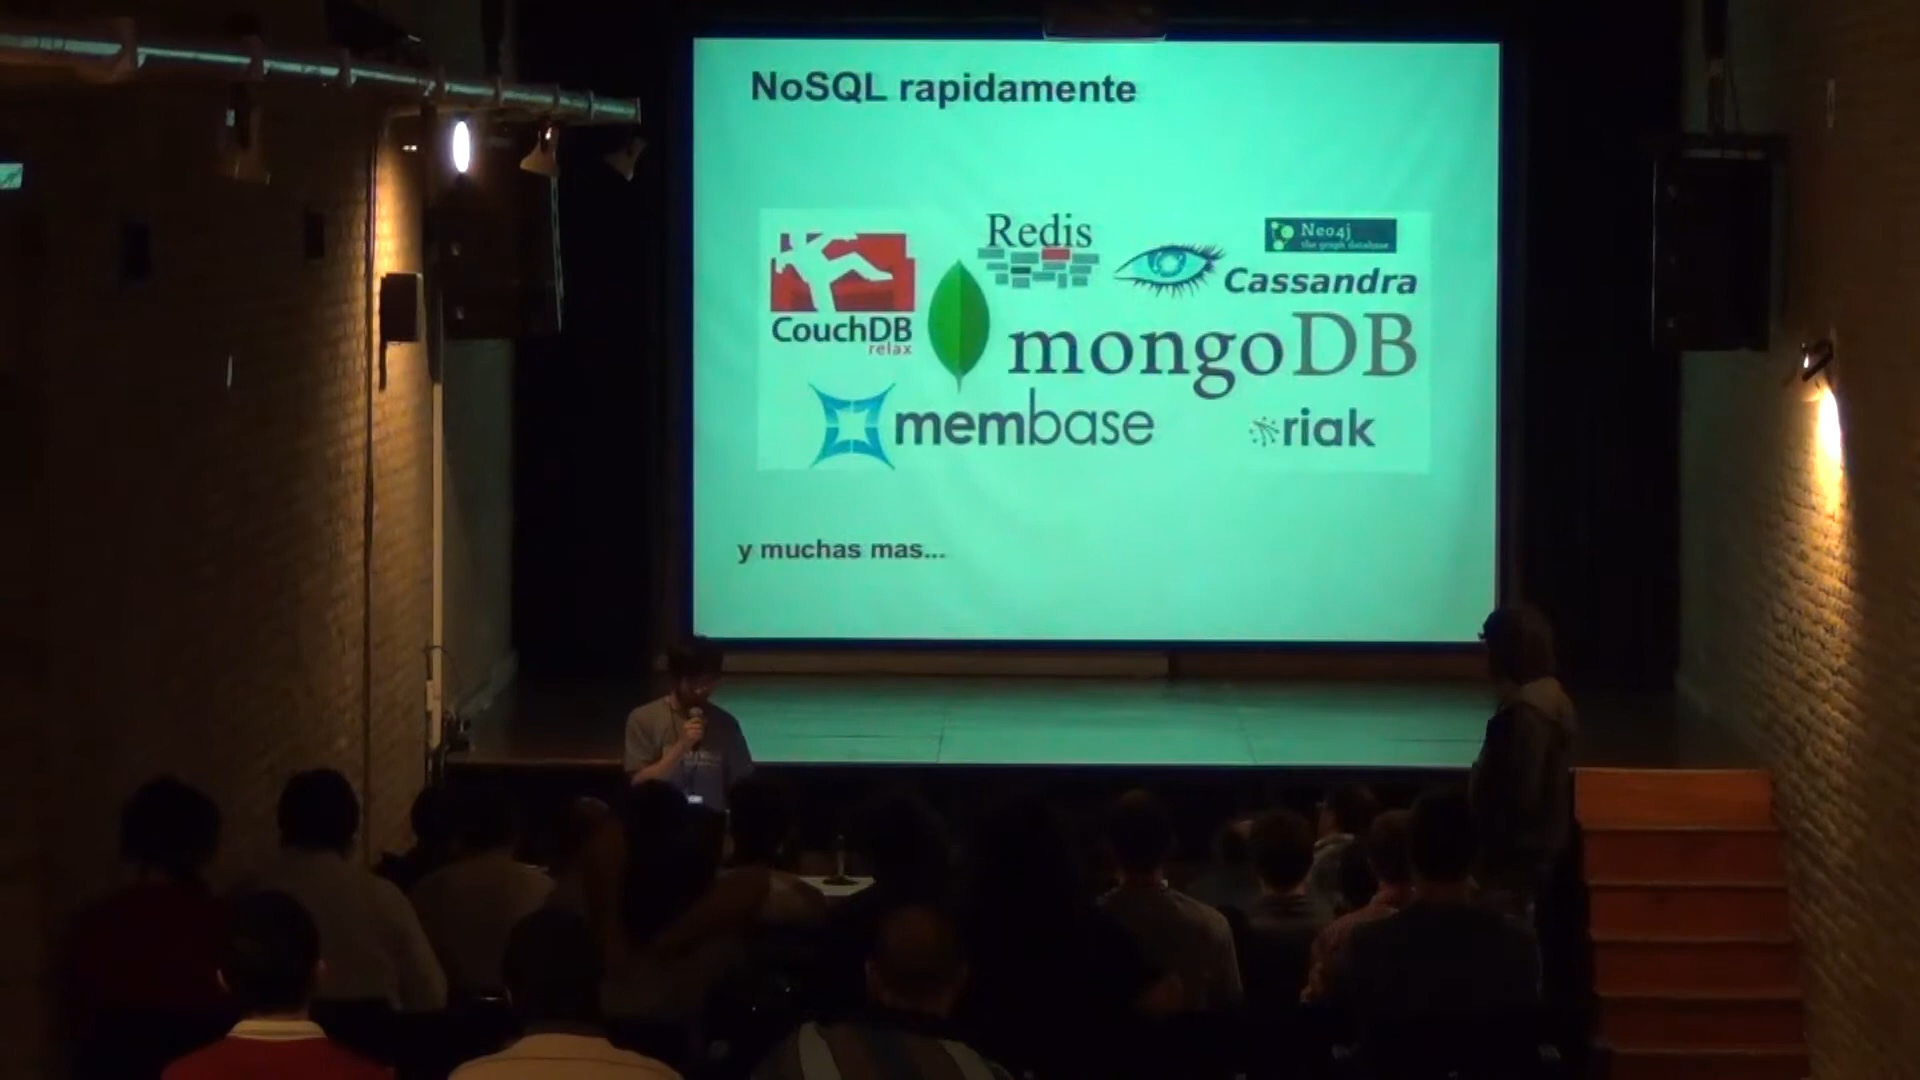 NoSQL rapidamente
Redis
Neo4j
the graph database
Cassandra
CouchDB
relax
mongoDB
membase
riak
y muchas mas...